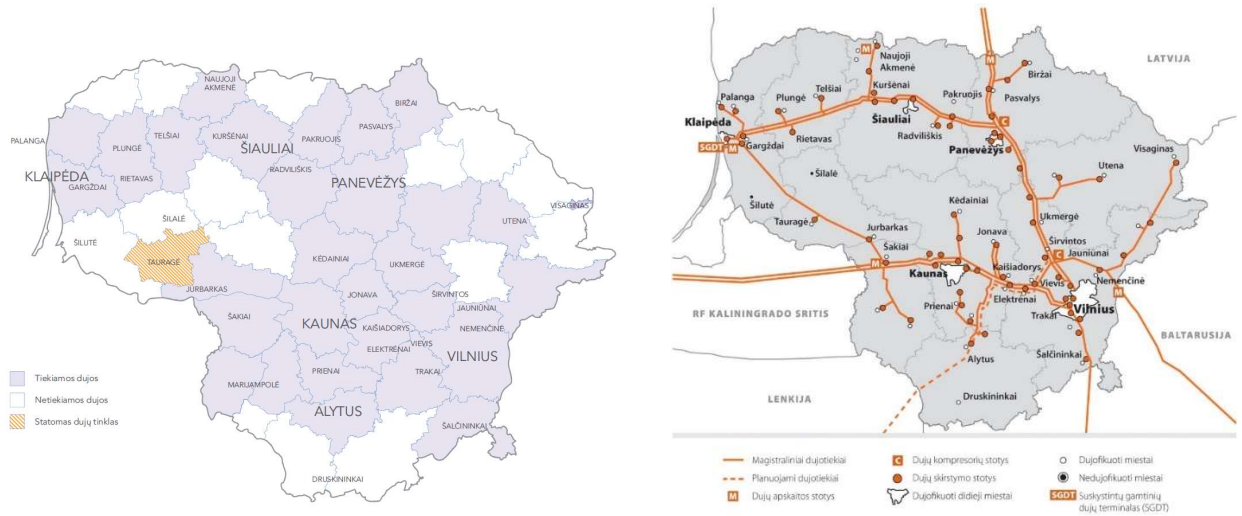 NAUJOJI
AKMENĖ
BIRŽAI
PALANGA
PLUNGĖ
TELŠIAI
KURŠĖNAI
ŠIAULIAI
PAKRUOJIS
PASVALYS
KLAIPĖDA
GARGŽDAI
RIETAVAS
RADVILIŠKIS
PANEVĖŽYS
VISAGINAS
ŠILALĖ
UTENA
ŠILUTĖ
TAURAGĖ
KĖDAINIAI
UKMERGĖ
JURBARKAS
JONAVA
ŠIRVINTOS
JAUNIŪNAI
ŠAKIAI
KAUNAS
KAIŠIADORYS
NEMENČINĖ
ELEKTRĖNAI
VIEVIS
VILNIUS
PRIENAI
TRAKAI
MARIJAMPOLĖ
ALYTUS
ŠALČININKAI
DRUSKININKAI
Tiekiamos dujos
Netiekiamos dujos
Statomas dujų tinklas
LATVIJA
M
Naujoji
Akmenė
M
Biržai
Palanga
Plungė
Telšiai
Kuršėnai
Pakruojis
Pasvalys
Klaipėda
Šiauliai
C
SGDT
M
Gargždai
Rietavas
Radviliškis
Panevėžys
Visaginas
Šilalė
Utena
Šilutė
Kėdainiai
Tauragė
Ukmergė
Jurbarkas
Jonava
Šakiai
Širvintos
C
Jauniūnai
M
Kaunas
Kaišiadorys
Nemenčinė
Vievis
M
Prienai
Elektrėnai
Vilnius
RF KALININGRADO SRITIS
Trakai
BALTARUSIJA
Alytus
Šalčininkai
LENKIJA
Druskininkai
Magistraliniai dujotiekiai
Planuojami dujotiekiai
M Dujų apskaitos stotys
C Dujų kompresorių stotys
Dujų skirstymo stotys
Dujofikuoti didieji miestai
Dujofikuoti miestai
Nedujofikuoti miestai
SGDT Suskystintų gamtinių
dujų terminalas (SGDT)